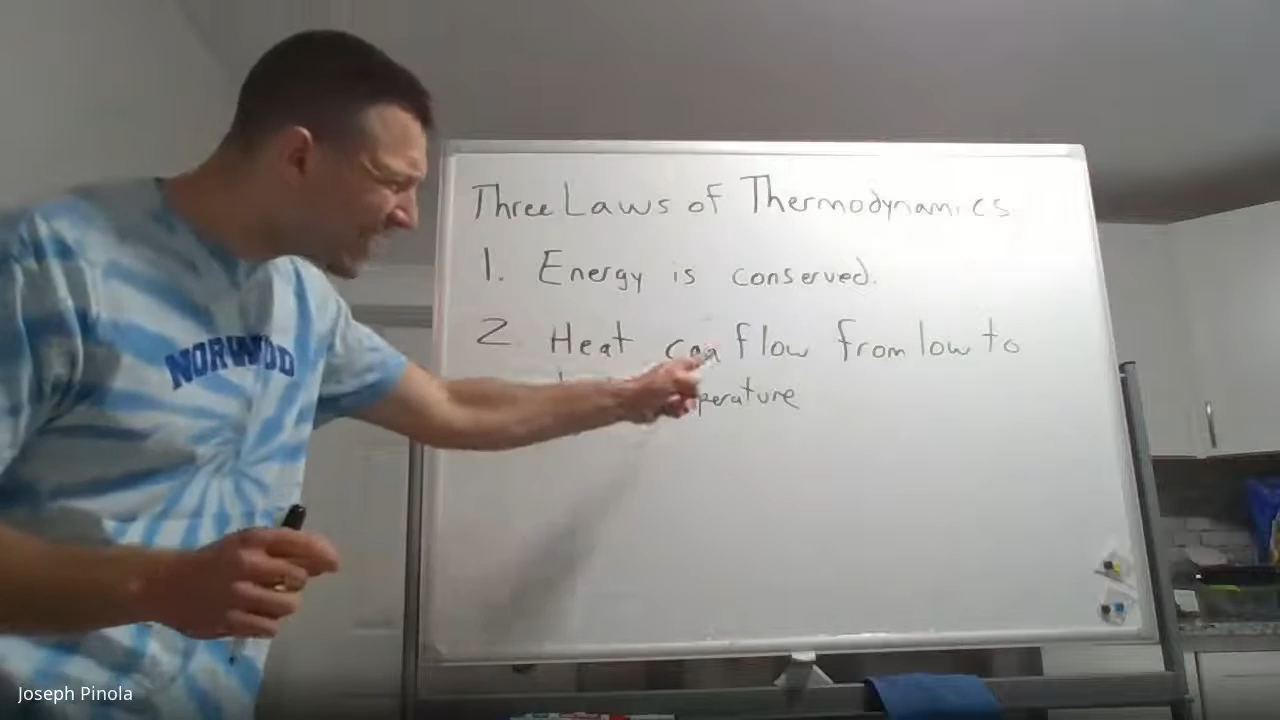 Three Laws of Thermodynamics
1. Energy is conserved.
2 Heat can flow from low to
perature
NORWOOD
Joseph Pinola